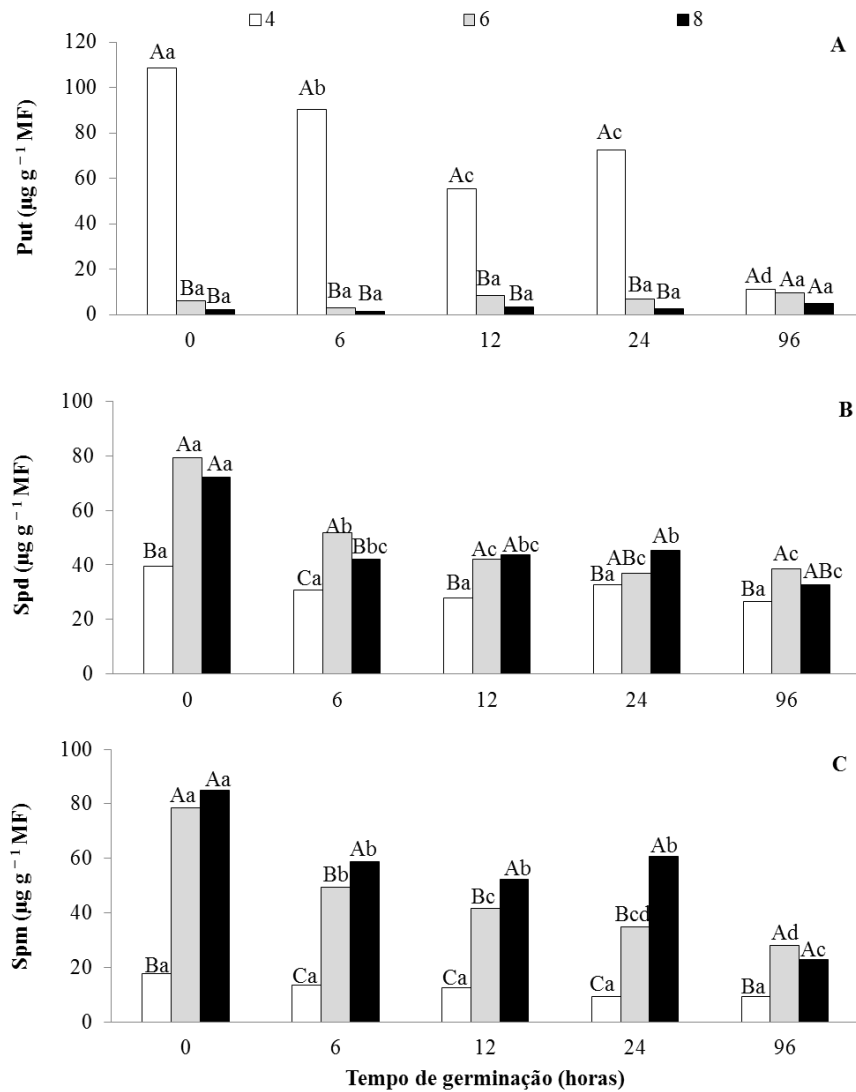 4 6 8
A
Put (µg g⁻¹ MF)
120
100
80
60
40
20
0
Aa Ba Ba
Ab Ba Ba
Ac Ba Ba
Ac Ba Ba
Ad Aa Aa
0 6 12 24 96
B
Spd (µg g⁻¹ MF)
100
80
60
40
20
0
Ba Aa Aa
Ca Ab Bbc
Ba Ac Abc
Ba ABc Ab
Ba Ac ABc
0 6 12 24 96
C
Spm (µg g⁻¹ MF)
100
80
60
40
20
0
Ba Aa Aa
Ca Bb Ab
Ca Bc Ab
Ca Bcd Ab
Ba Ad Ac
0 6 12 24 96
Tempo de germinação (horas)